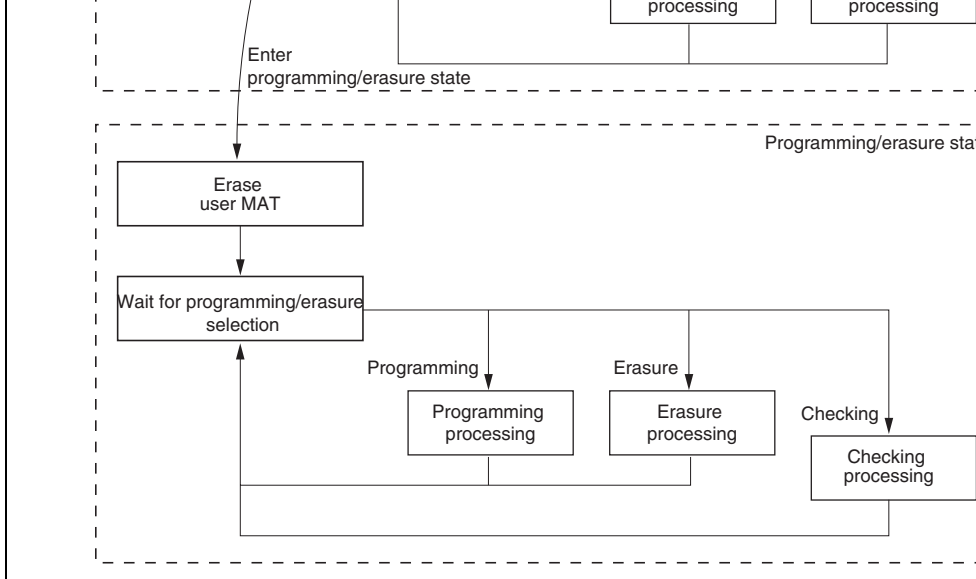 processing
processing
Enter
programming/erasure state
Programming/erasure
Erase
user MAT
Wait for programming/erasure
selection
Programming
Erasure
Programming
processing
Erasure
processing
Checking
Checking
processing